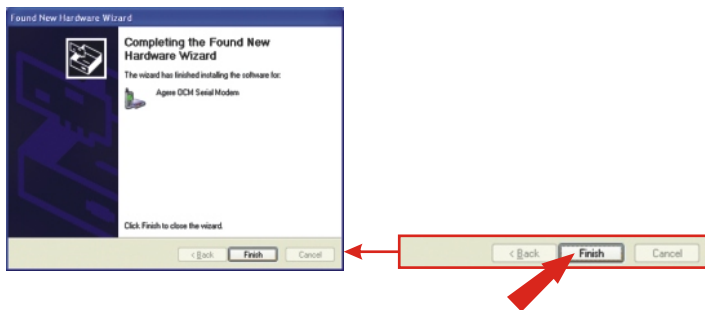 Found New Hardware Wizard
Completing the Found New
Hardware Wizard
The wizard has finished installing the software for:
Agere OCM Serial Modem
Click Finish to close the wizard.
< Back Finish Cancel
< Back Finish Cancel